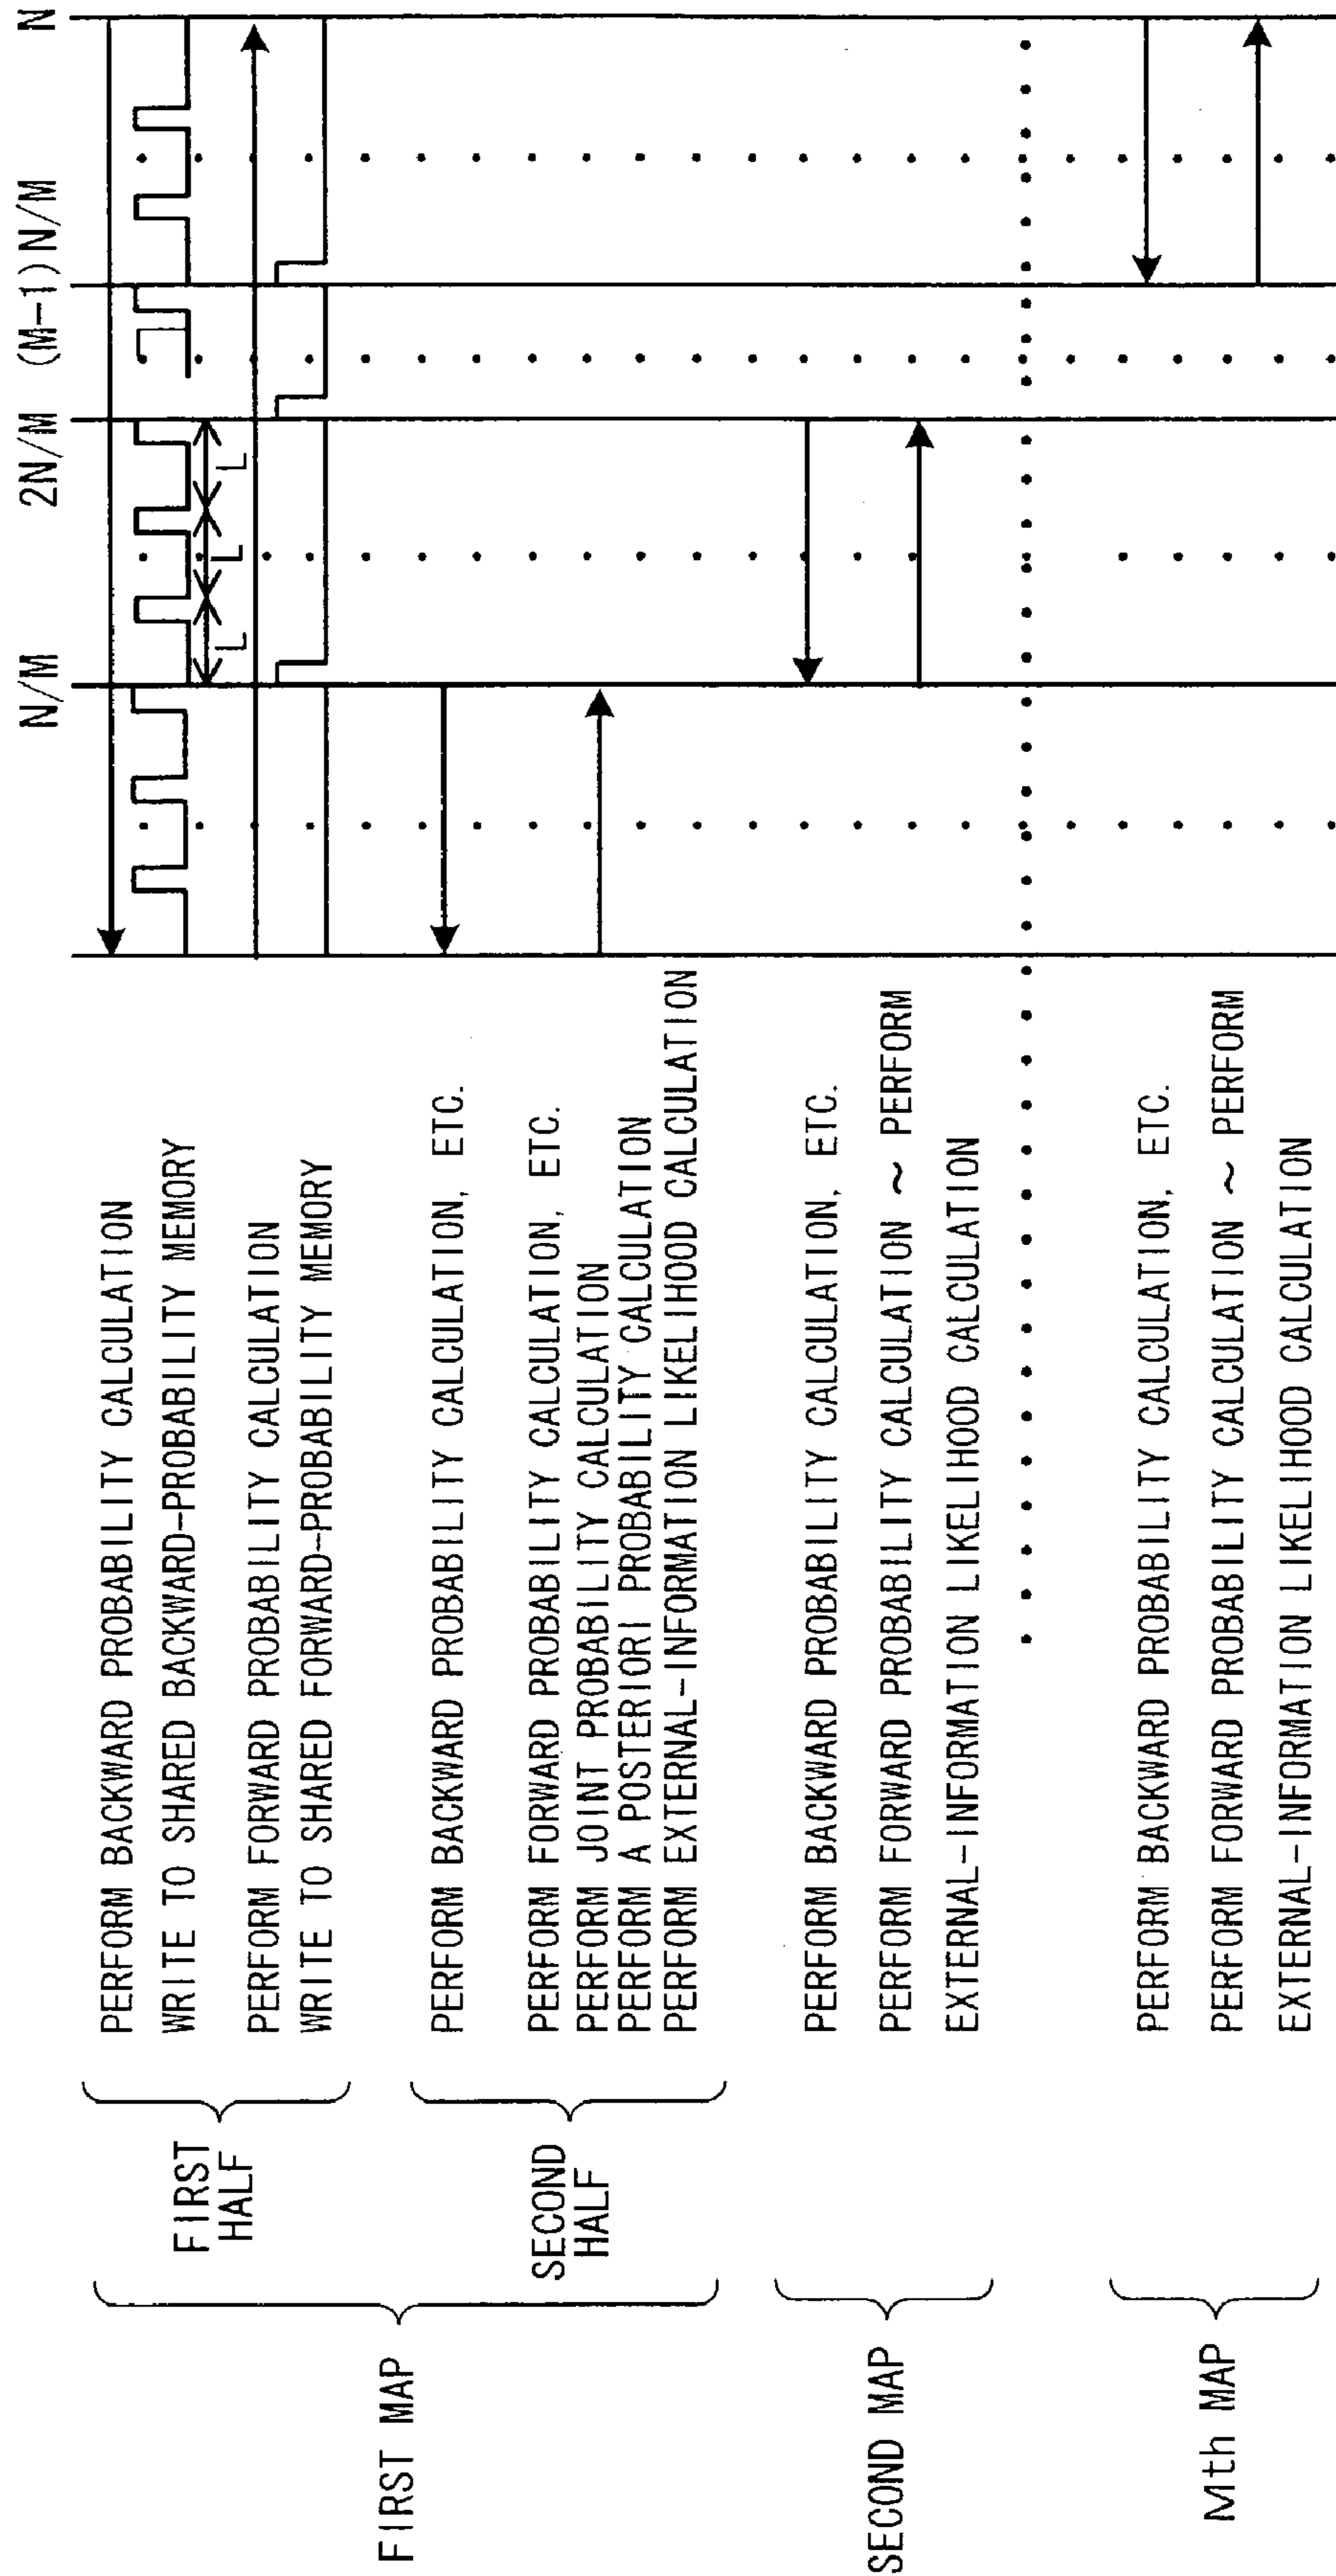 N/M 2N/M (M-1)N/M N
FIRST MAP
FIRST
HALF
PERFORM BACKWARD PROBABILITY CALCULATION
WRITE TO SHARED BACKWARD-PROBABILITY MEMORY
L L L
PERFORM FORWARD PROBABILITY CALCULATION
WRITE TO SHARED FORWARD-PROBABILITY MEMORY
SECOND
HALF
PERFORM BACKWARD PROBABILITY CALCULATION, ETC.
PERFORM FORWARD PROBABILITY CALCULATION, ETC.
PERFORM JOINT PROBABILITY CALCULATION
PERFORM A POSTERIORI PROBABILITY CALCULATION
PERFORM EXTERNAL-INFORMATION LIKELIHOOD CALCULATION
SECOND MAP
PERFORM BACKWARD PROBABILITY CALCULATION, ETC.
PERFORM FORWARD PROBABILITY CALCULATION ~ PERFORM
EXTERNAL-INFORMATION LIKELIHOOD CALCULATION
Mth MAP
PERFORM BACKWARD PROBABILITY CALCULATION, ETC.
PERFORM FORWARD PROBABILITY CALCULATION ~ PERFORM
EXTERNAL-INFORMATION LIKELIHOOD CALCULATION